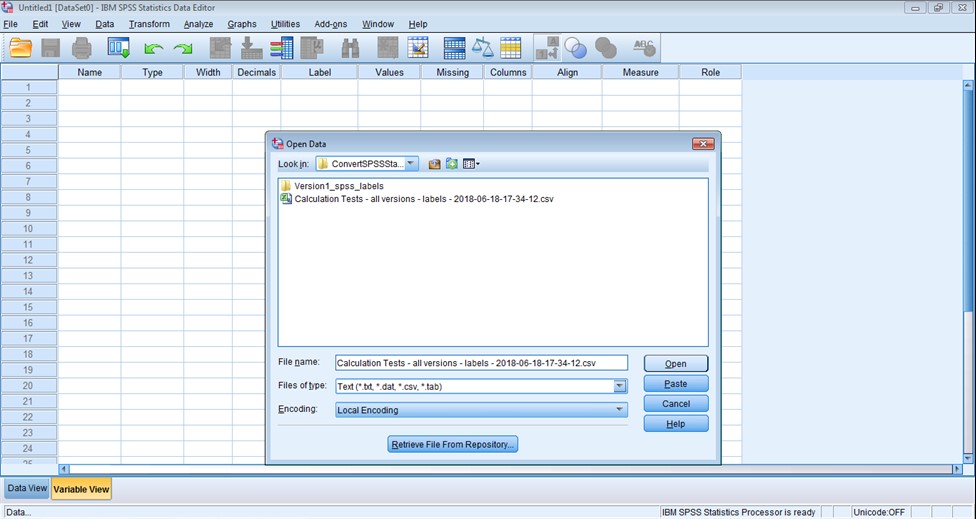 Untitled1 [DataSet0] - IBM SPSS Statistics Data Editor
File Edit View Data Transform Analyze Graphs Utilities Add-ons Window Help
A
ABC
Name Type Width Decimals Label Values Missing Columns Align Measure Role
1
2
3
4
5
6
7
8
9
10
11
12
13
14
15
16
17
18
19
20
21
22
23
24
25
Open Data
Look in: ConvertSPSSSta...
Version1_spss_labels
Calculation Tests - all versions - labels - 2018-06-18-17-34-12.csv
File name: Calculation Tests - all versions - labels - 2018-06-18-17-34-12.csv Open
Files of type: Text (*.txt, *.dat, *.csv, *.tab) Paste
Encoding: Local Encoding Cancel
Help
Retrieve File From Repository...
Data View Variable View
Data... IBM SPSS Statistics Processor is ready Unicode:OFF